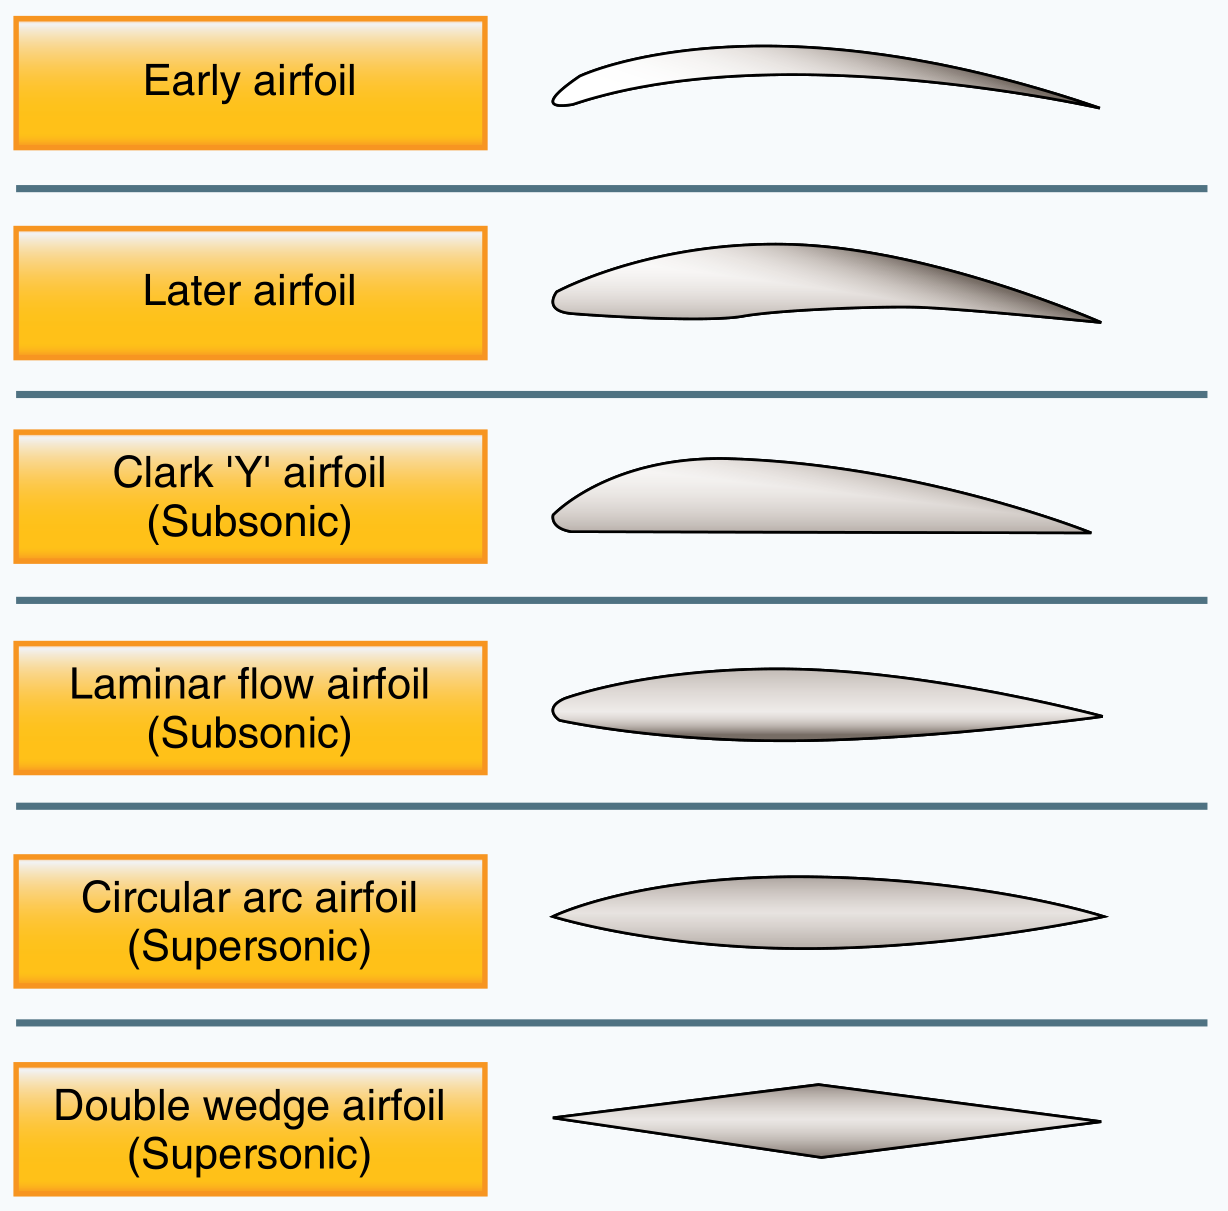 Early airfoil
Later airfoil
Clark 'Y' airfoil
(Subsonic)
Laminar flow airfoil
(Subsonic)
Circular arc airfoil
(Supersonic)
Double wedge airfoil
(Supersonic)